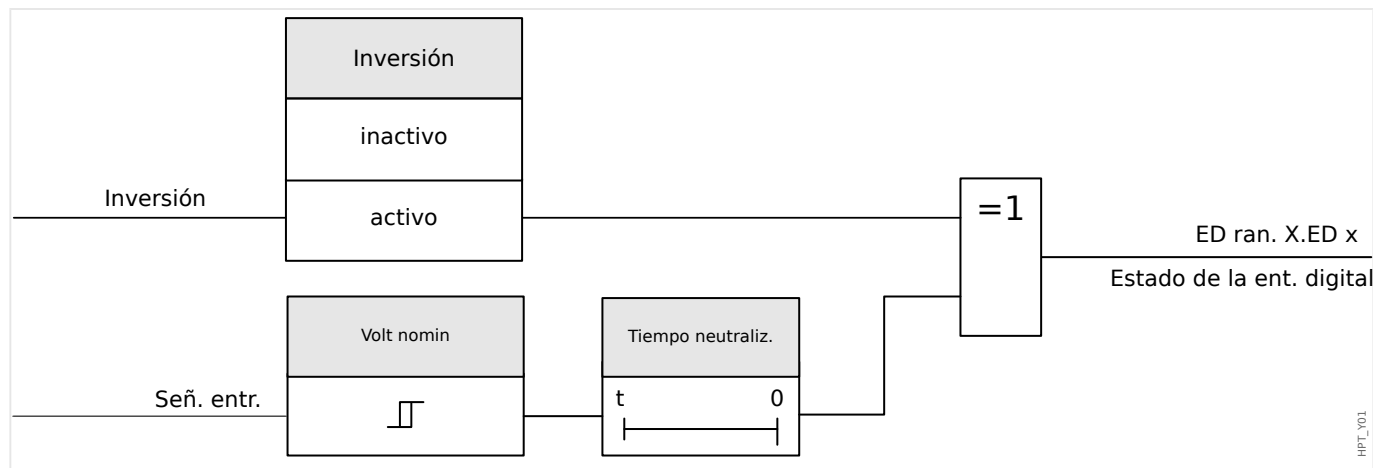 Inversión
inactivo
Inversión
activo
=1
ED ran. X.ED x
Estado de la ent. digital
Volt nomin
Tiempo neutraliz.
Señ. entr.
t 0
HPT_Y01